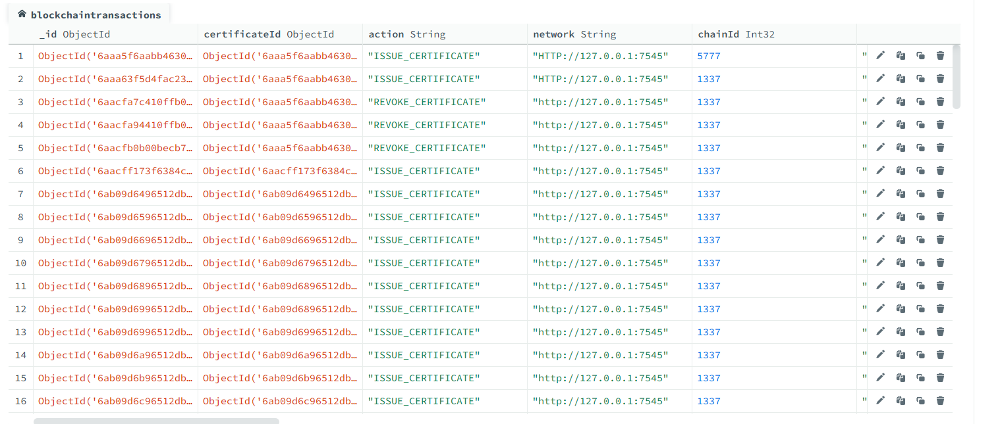 blockchaintransactions
_id ObjectId certificateId ObjectId action String network String chainId Int32
1 ObjectId('6aaa5f6aabb4630… ObjectId('6aaa5f6aabb4630… "ISSUE_CERTIFICATE" "HTTP://127.0.0.1:7545" 5777 "
2 ObjectId('6aaa63f5d4fac23… ObjectId('6aaa5f6aabb4630… "ISSUE_CERTIFICATE" "HTTP://127.0.0.1:7545" 1337 "
3 ObjectId('6aacfa7c410ffb0… ObjectId('6aaa5f6aabb4630… "REVOKE_CERTIFICATE" "http://127.0.0.1:7545" 1337 "
4 ObjectId('6aacfa94410ffb0… ObjectId('6aaa5f6aabb4630… "REVOKE_CERTIFICATE" "http://127.0.0.1:7545" 1337 "
5 ObjectId('6aacfb0b00becb7… ObjectId('6aaa5f6aabb4630… "REVOKE_CERTIFICATE" "http://127.0.0.1:7545" 1337 "
6 ObjectId('6aacff173f6384c… ObjectId('6aacff173f6384c… "ISSUE_CERTIFICATE" "http://127.0.0.1:7545" 1337 "
7 ObjectId('6ab09d6496512db… ObjectId('6ab09d6496512db… "ISSUE_CERTIFICATE" "http://127.0.0.1:7545" 1337 "
8 ObjectId('6ab09d6596512db… ObjectId('6ab09d6596512db… "ISSUE_CERTIFICATE" "http://127.0.0.1:7545" 1337 "
9 ObjectId('6ab09d6696512db… ObjectId('6ab09d6696512db… "ISSUE_CERTIFICATE" "http://127.0.0.1:7545" 1337 "
10 ObjectId('6ab09d6796512db… ObjectId('6ab09d6796512db… "ISSUE_CERTIFICATE" "http://127.0.0.1:7545" 1337 "
11 ObjectId('6ab09d6896512db… ObjectId('6ab09d6896512db… "ISSUE_CERTIFICATE" "http://127.0.0.1:7545" 1337 "
12 ObjectId('6ab09d6996512db… ObjectId('6ab09d6896512db… "ISSUE_CERTIFICATE" "http://127.0.0.1:7545" 1337 "
13 ObjectId('6ab09d6996512db… ObjectId('6ab09d6996512db… "ISSUE_CERTIFICATE" "http://127.0.0.1:7545" 1337 "
14 ObjectId('6ab09d6a96512db… ObjectId('6ab09d6a96512db… "ISSUE_CERTIFICATE" "http://127.0.0.1:7545" 1337 "
15 ObjectId('6ab09d6b96512db… ObjectId('6ab09d6b96512db… "ISSUE_CERTIFICATE" "http://127.0.0.1:7545" 1337 "
16 ObjectId('6ab09d6c96512db… ObjectId('6ab09d6c96512db… "ISSUE_CERTIFICATE" "http://127.0.0.1:7545" 1337 "